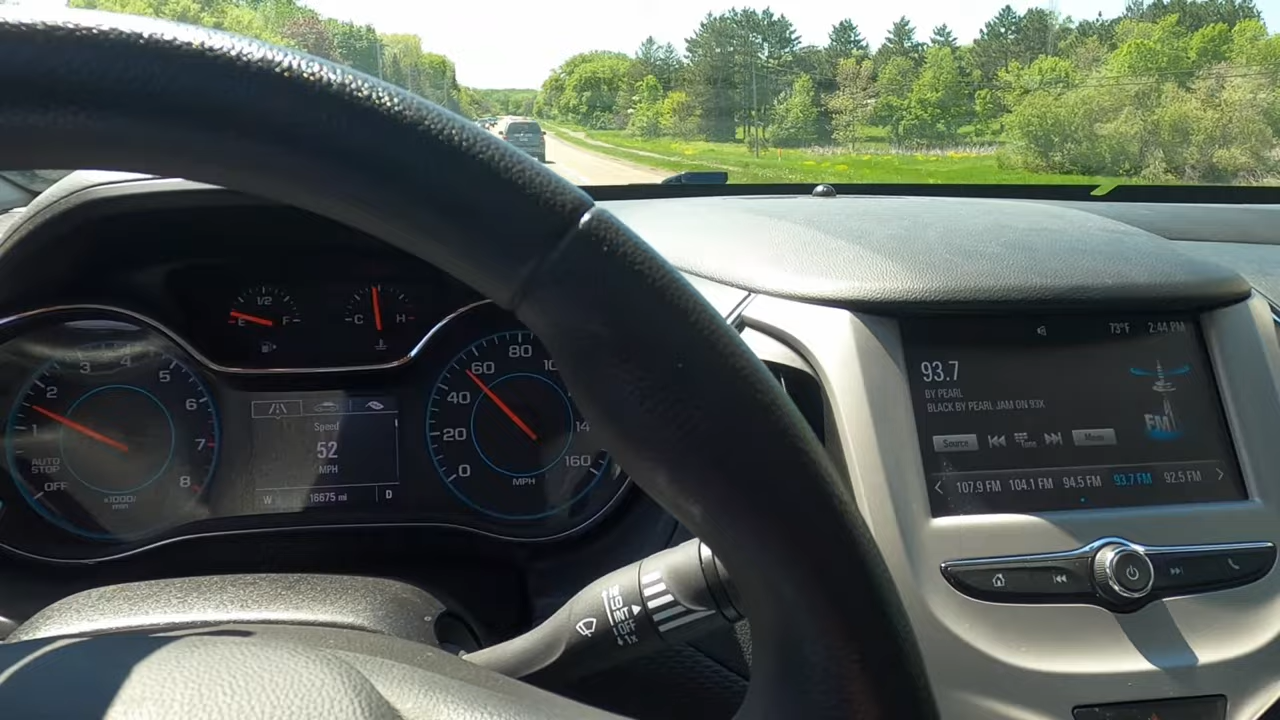 1/2
E F
C H
1 2 3 4 5 6 7 8
AUTO
STOP
OFF
x1000/
min
Speed
52
MPH
W 16675 mi D
0 20 40 60 80 10
14
160
MPH
HI
LO
INT
OFF
1x
73°F 2:44 PM
93.7
BY PEARL
BLACK BY PEARL JAM ON 93X
FM
Source Tone Menu
107.9 FM 104.1 FM 94.5 FM 93.7 FM 92.5 FM